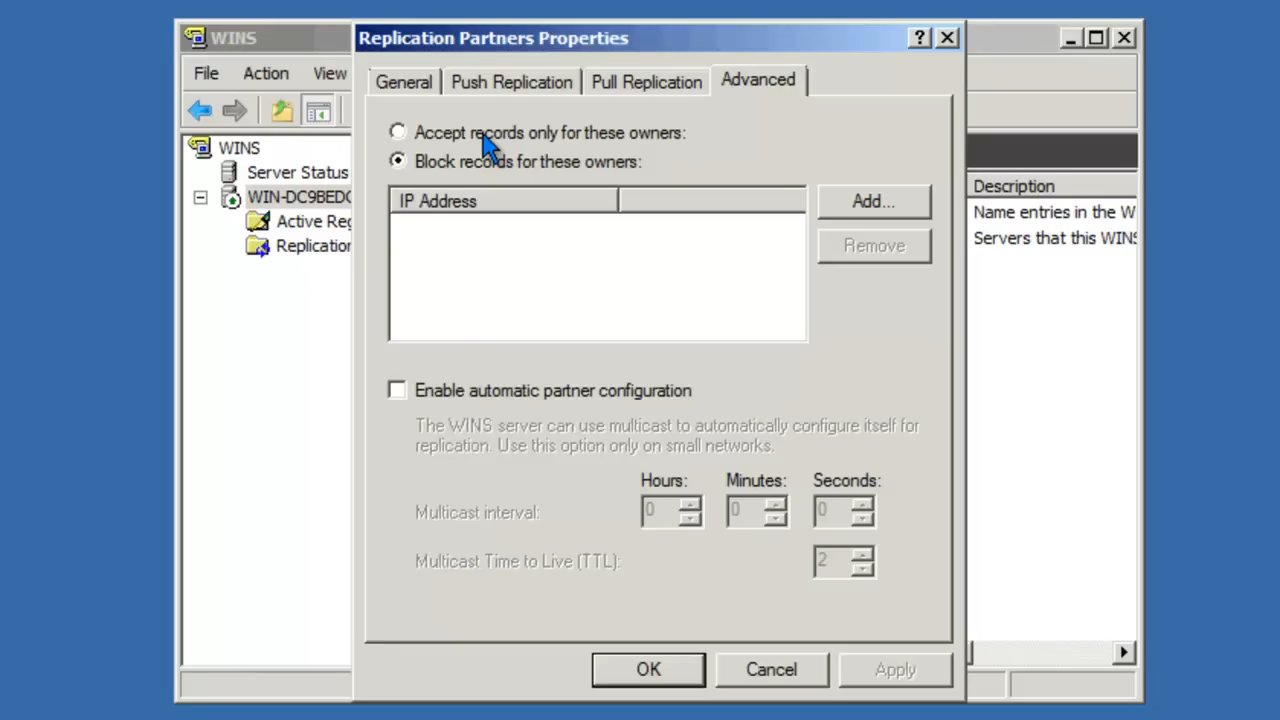 WINS
Replication Partners Properties
File Action View
General Push Replication Pull Replication Advanced
WINS
Server Status
WIN-DC9BEDC
Active Reg
Replication
Accept records only for these owners:
Block records for these owners:
IP Address
Add...
Remove
Description
Name entries in the W
Servers that this WINS
Enable automatic partner configuration
The WINS server can use multicast to automatically configure itself for
replication. Use this option only on small networks.
Hours: Minutes: Seconds:
Multicast interval: 0 0 0
Multicast Time to Live (TTL): 2
OK Cancel Apply